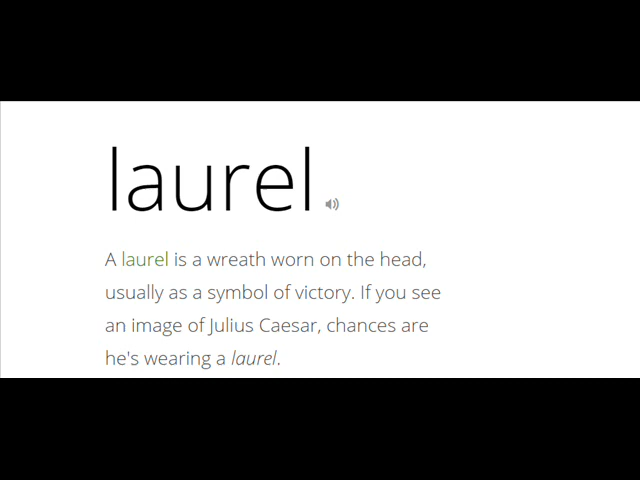 laurel
A laurel is a wreath worn on the head,
usually as a symbol of victory. If you see
an image of Julius Caesar, chances are
he's wearing a laurel.